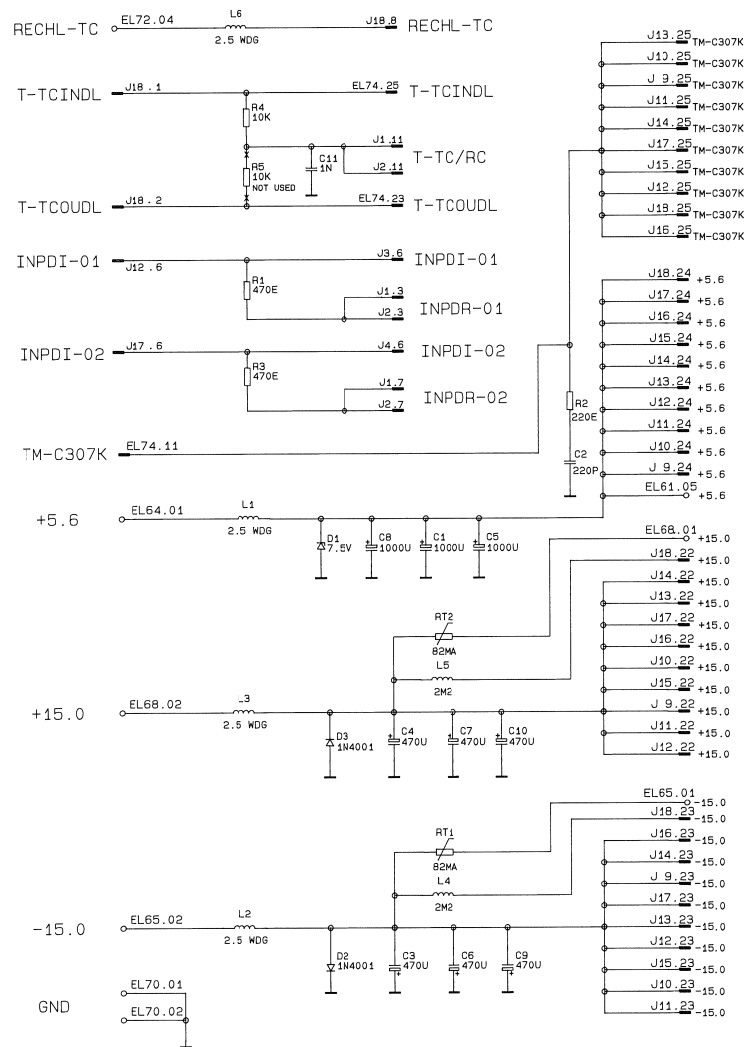 RECHL-TC EL72.04 L6 J18.8 RECHL-TC
2.5 WDG
T-TCINDL J18.1 EL74.25 T-TCINDL
R4
10K
J1.11
C11
1N
T-TC/RC
J2.11
R5
10K
NOT USED
T-TCOUDL J18.2 EL74.23 T-TCOUDL
INPDI-01 J12.6 J3.6 INPDI-01
R1
470E
J1.3
INPDR-01
J2.3
INPDI-02 J17.6 J4.6 INPDI-02
R3
470E
J1.7
INPDR-02
J2.7
TM-C307K EL74.11
R2
220E
C2
220P
J13.25 TM-C307K
J10.25 TM-C307K
J 9.25 TM-C307K
J11.25 TM-C307K
J14.25 TM-C307K
J17.25 TM-C307K
J15.25 TM-C307K
J12.25 TM-C307K
J18.25 TM-C307K
J16.25 TM-C307K
J18.24 +5.6
J17.24 +5.6
J16.24 +5.6
J15.24 +5.6
J14.24 +5.6
J13.24 +5.6
J12.24 +5.6
J11.24 +5.6
J10.24 +5.6
J 9.24 +5.6
EL61.05 +5.6
+5.6 EL64.01 L1
2.5 WDG
D1
7.5V
C8
1000U
C1
1000U
C5
1000U
EL68.01 +15.0
J18.22 +15.0
J14.22 +15.0
J13.22 +15.0
J17.22 +15.0
J16.22 +15.0
J10.22 +15.0
J15.22 +15.0
J 9.22 +15.0
J11.22 +15.0
J12.22 +15.0
RT2
82MA
L5
2M2
+15.0 EL68.02 L3
2.5 WDG
D3
1N4001
C4
470U
C7
470U
C10
470U
EL65.01 -15.0
J18.23 -15.0
J16.23 -15.0
J14.23 -15.0
J 9.23 -15.0
J17.23 -15.0
J13.23 -15.0
J12.23 -15.0
J15.23 -15.0
J10.23 -15.0
J11.23 -15.0
RT1
82MA
L4
2M2
-15.0 EL65.02 L2
2.5 WDG
D2
1N4001
C3
470U
C6
470U
C9
470U
GND EL70.01
EL70.02